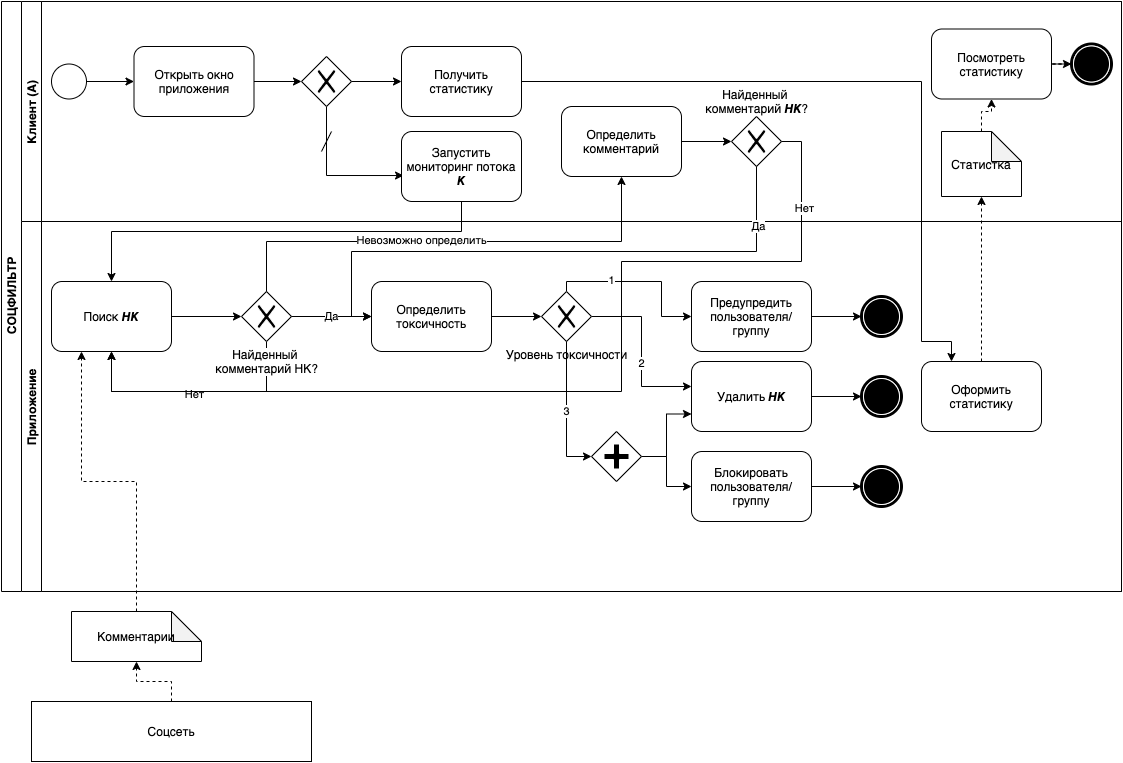 СОЦФИЛЬТР
Клиент (А)
Открыть окно
приложения
Получить
статистику
Запустить
мониторинг потока
К
Определить
комментарий
Найденный
комментарий НК?
Посмотреть
статистику
Статистка
Нет
Да
Приложение
Невозможно определить
Поиск НК
Да
Найденный
комментарий НК?
Нет
Определить
токсичность
Уровень токсичности
1
2
3
Предупредить
пользователя/
группу
Удалить НК
Блокировать
пользователя/
группу
Оформить
статистику
Комментарии
Соцсеть